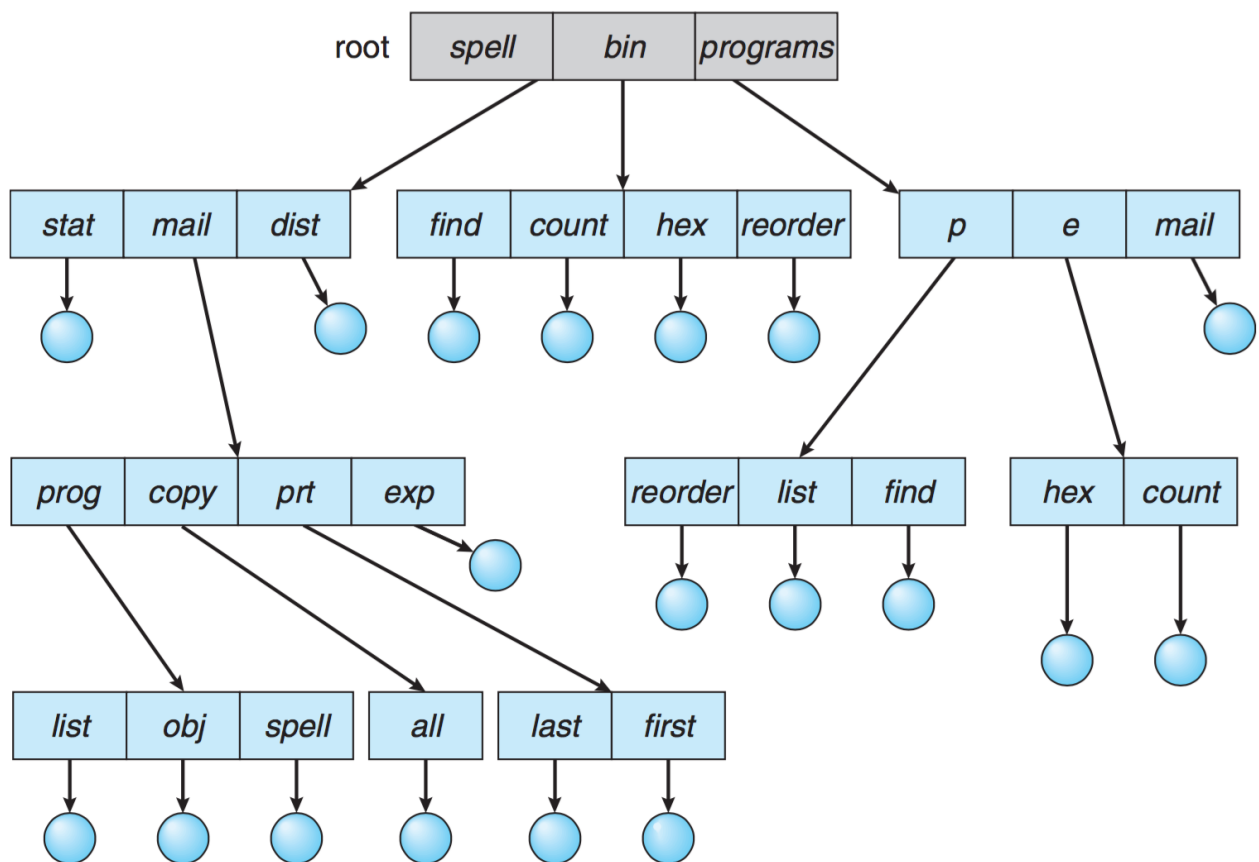 root spell bin programs
stat mail dist find count hex reorder p e mail
prog copy prt exp reorder list find hex count
list obj spell all last first